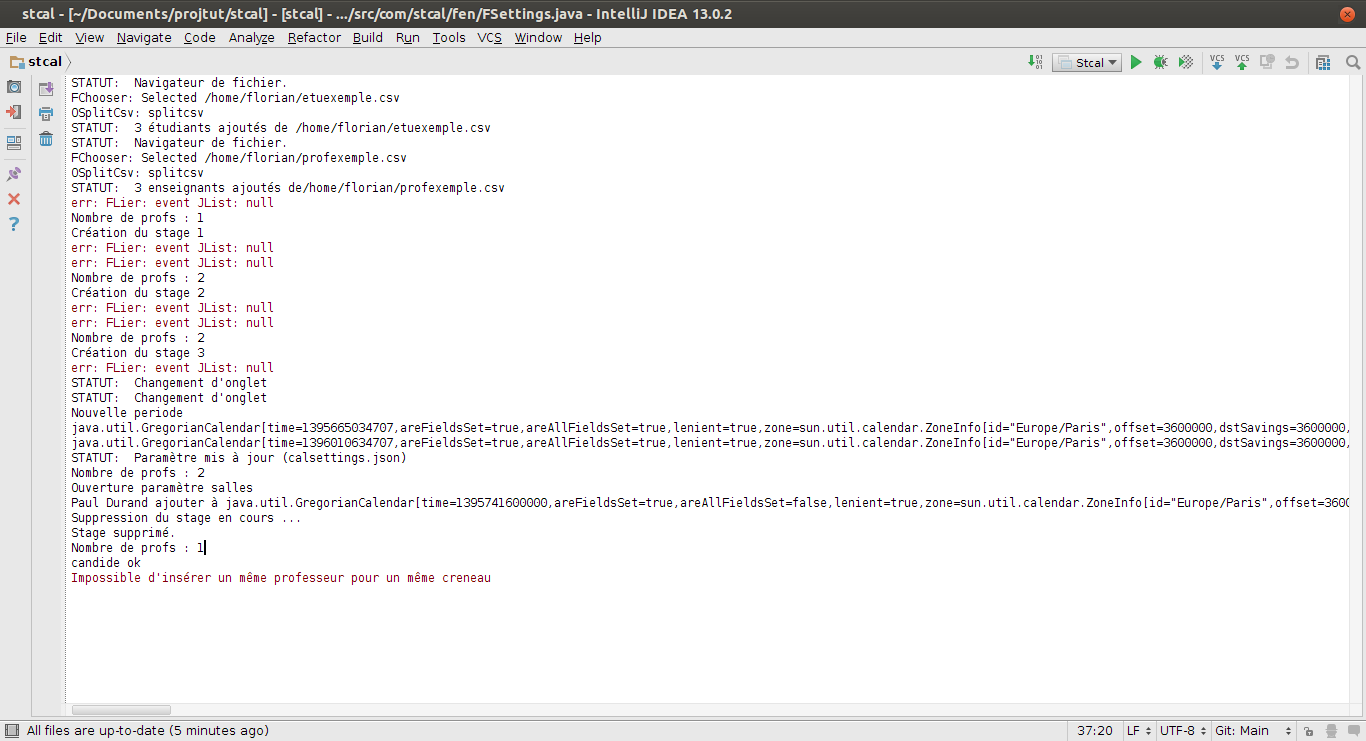 stcal - [~/Documents/projtut/stcal] - [stcal] - .../src/com/stcal/fen/FSettings.java - IntelliJ IDEA 13.0.2
File Edit View Navigate Code Analyze Refactor Build Run Tools VCS Window Help
stcal
Stcal
VCS VCS
STATUT:  Navigateur de fichier.
FChooser: Selected /home/florian/etuexemple.csv
OSplitCsv: splitcsv
STATUT:  3 étudiants ajoutés de /home/florian/etuexemple.csv
STATUT:  Navigateur de fichier.
FChooser: Selected /home/florian/profexemple.csv
OSplitCsv: splitcsv
STATUT:  3 enseignants ajoutés de/home/florian/profexemple.csv
err: FLier: event JList: null
Nombre de profs : 1
Création du stage 1
err: FLier: event JList: null
err: FLier: event JList: null
Nombre de profs : 2
Création du stage 2
err: FLier: event JList: null
err: FLier: event JList: null
Nombre de profs : 2
Création du stage 3
err: FLier: event JList: null
STATUT:  Changement d'onglet
STATUT:  Changement d'onglet
Nouvelle periode
java.util.GregorianCalendar[time=1395665034707,areFieldsSet=true,areAllFieldsSet=true,lenient=true,zone=sun.util.calendar.ZoneInfo[id="Europe/Paris",offset=3600000,dstSavings=3600000,
java.util.GregorianCalendar[time=1396010634707,areFieldsSet=true,areAllFieldsSet=true,lenient=true,zone=sun.util.calendar.ZoneInfo[id="Europe/Paris",offset=3600000,dstSavings=3600000,
STATUT:  Paramètre mis à jour (calsettings.json)
Nombre de profs : 2
Ouverture paramètre salles
Paul Durand ajouter à java.util.GregorianCalendar[time=1395741600000,areFieldsSet=true,areAllFieldsSet=false,lenient=true,zone=sun.util.calendar.ZoneInfo[id="Europe/Paris",offset=3600
Suppression du stage en cours ...
Stage supprimé.
Nombre de profs : 1
candide ok
Impossible d'insérer un même professeur pour un même creneau
All files are up-to-date (5 minutes ago)
37:20 LF UTF-8 Git: Main